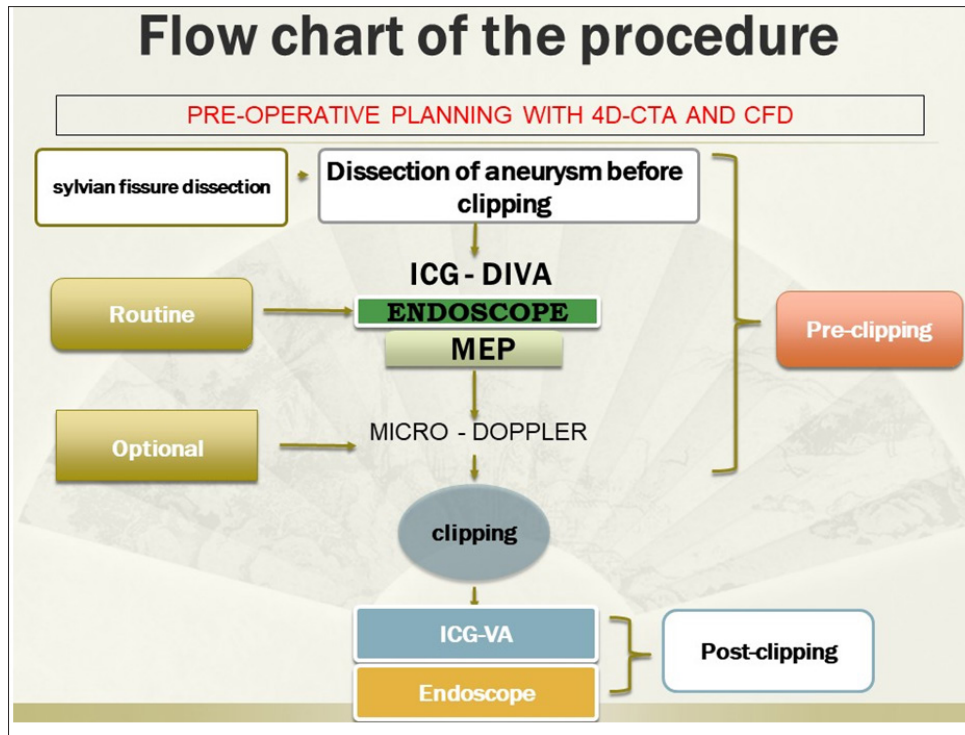 Flow chart of the procedure
PRE-OPERATIVE PLANNING WITH 4D-CTA AND CFD
sylvian fissure dissection
Dissection of aneurysm before
clipping
ICG - DIVA
Routine
ENDOSCOPE
MEP
Pre-clipping
Optional
MICRO - DOPPLER
clipping
ICG-VA
Endoscope
Post-clipping